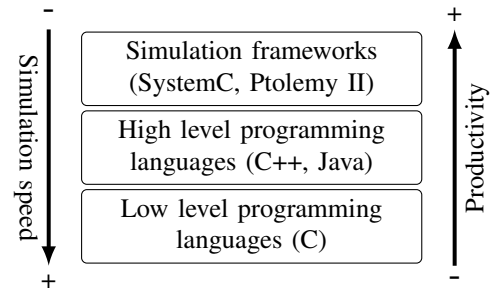 -
+
Simulation frameworks
(SystemC, Ptolemy II)
High level programming
languages (C++, Java)
Low level programming
languages (C)
Simulation speed
Productivity
+
-